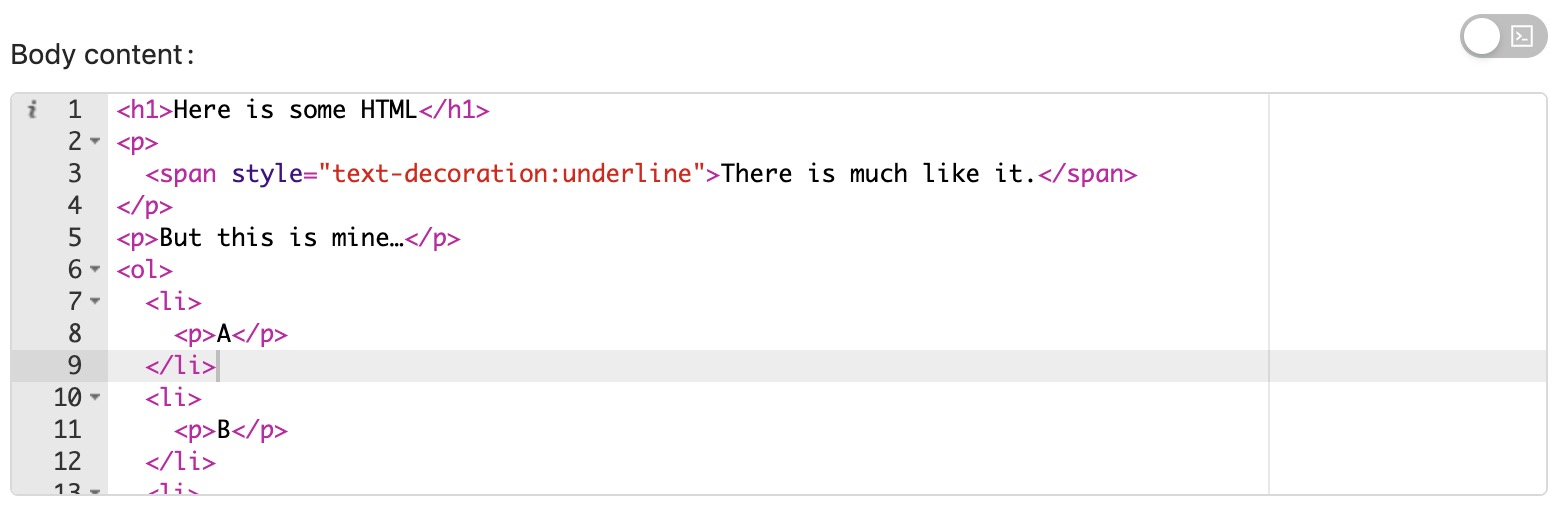 Body content:
i 1 <h1>Here is some HTML</h1>
2 <p>
3   <span style="text-decoration:underline">There is much like it.</span>
4 </p>
5 <p>But this is mine…</p>
6 <ol>
7   <li>
8     <p>A</p>
9   </li>
10   <li>
11     <p>B</p>
12   </li>
13   <li>